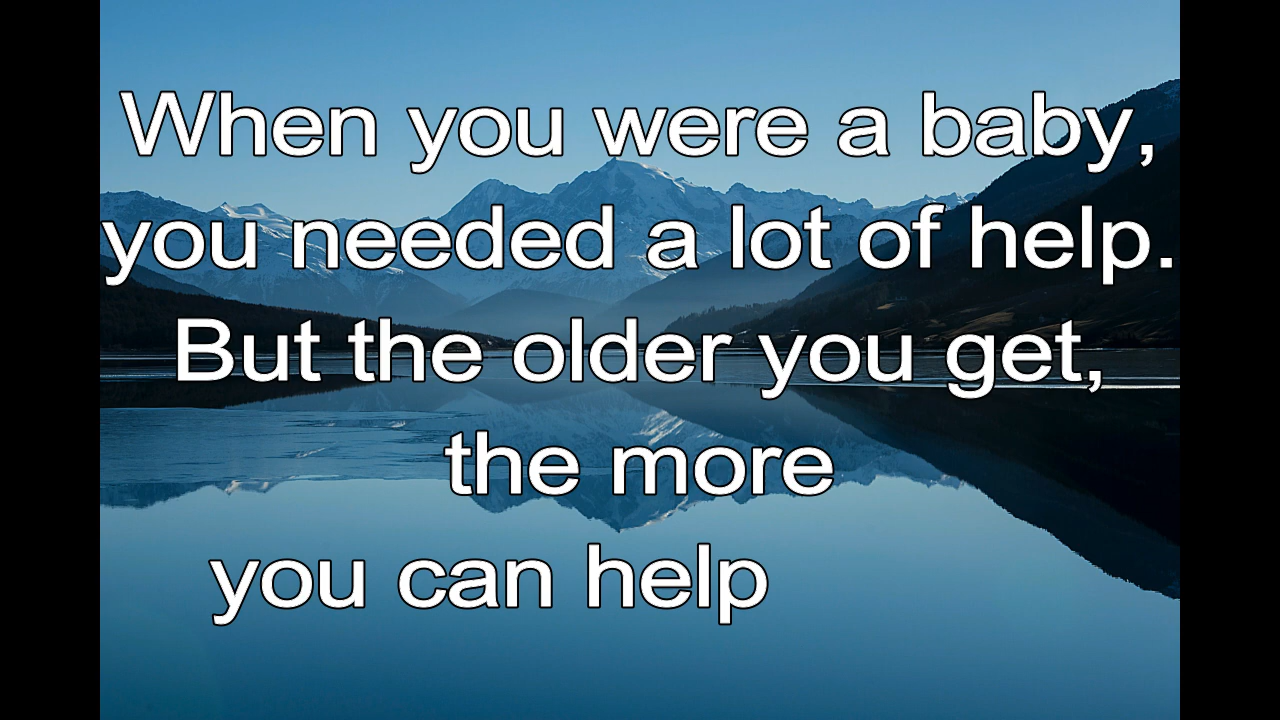 When you were a baby,
you needed a lot of help.
But the older you get,
the more
you can help